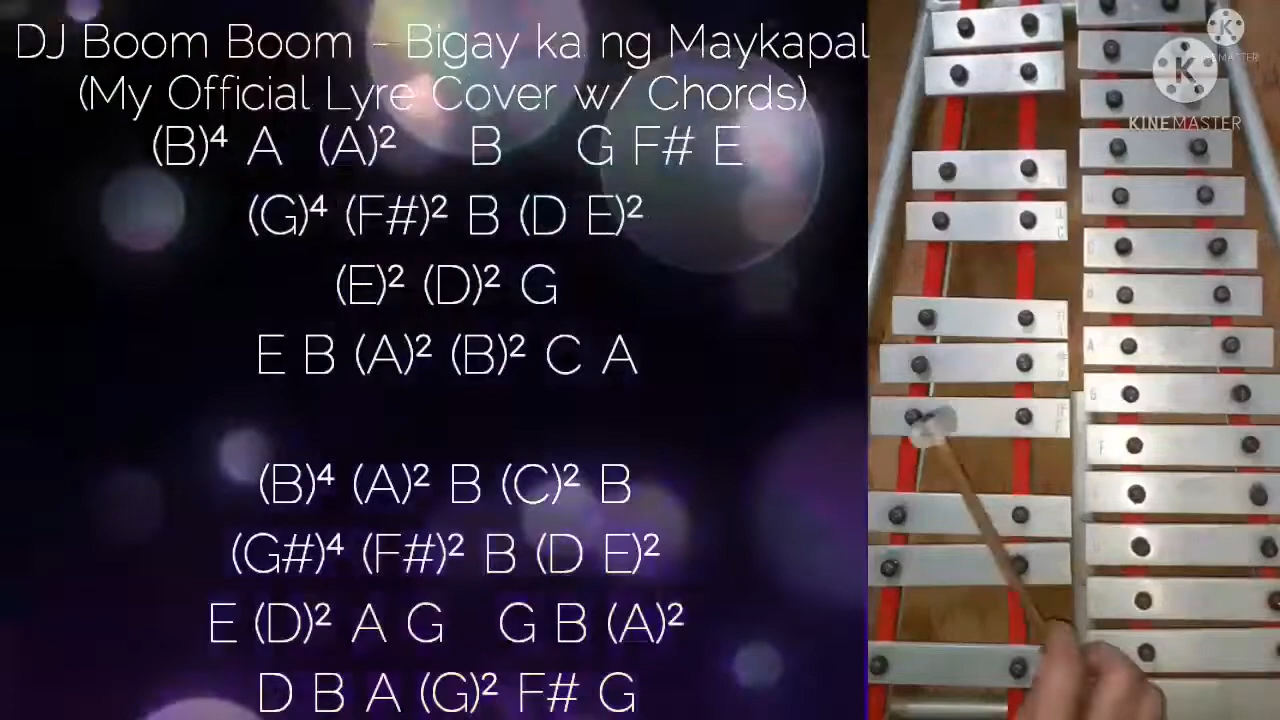 DJ Boom Boom - Bigay ka ng Maykapal
(My Official Lyre Cover w/ Chords)
(B)⁴ A (A)² B G F# E
(G)⁴ (F#)² B (D E)²
(E)² (D)² G
E B (A)² (B)² C A
(B)⁴ (A)² B (C)² B
(G#)⁴ (F#)² B (D E)²
E (D)² A G G B (A)²
D B A (G)² F# G
K
KINEMASTER
K
A
G
F